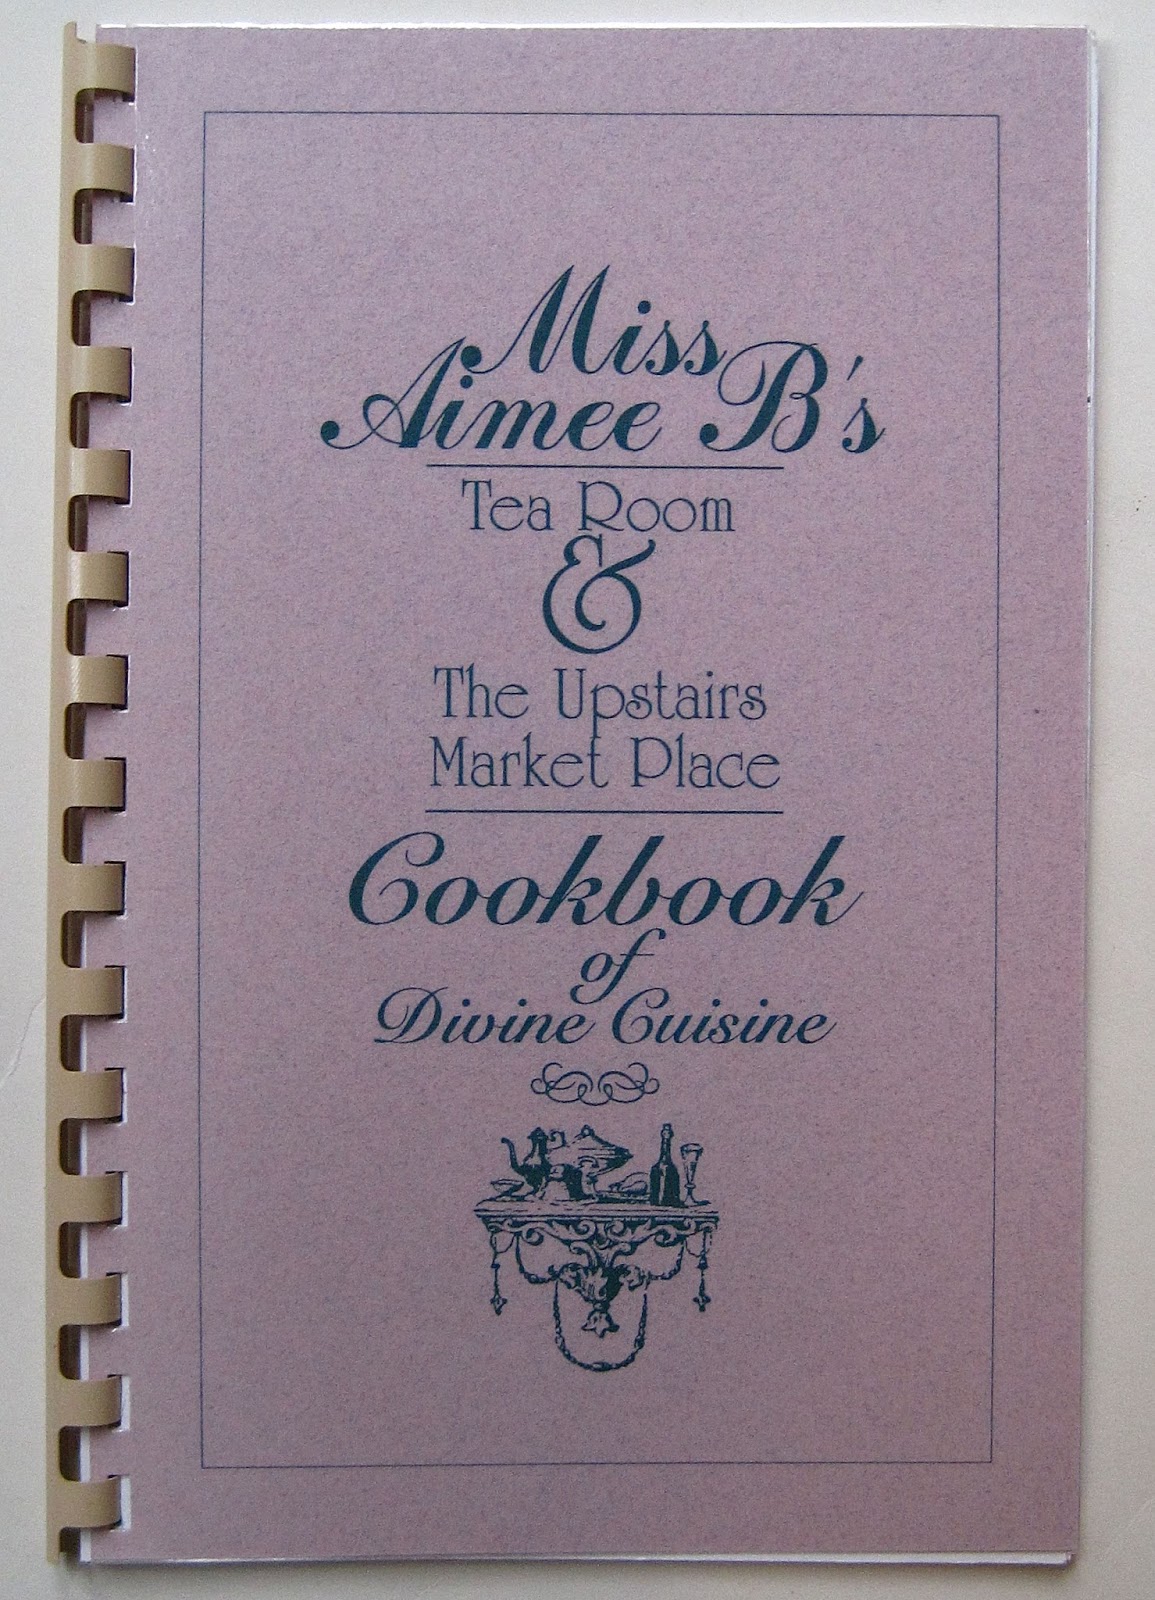 Miss
Aimee B's
Tea Room
&
The Upstairs
Market Place
Cookbook
of
Divine Cuisine